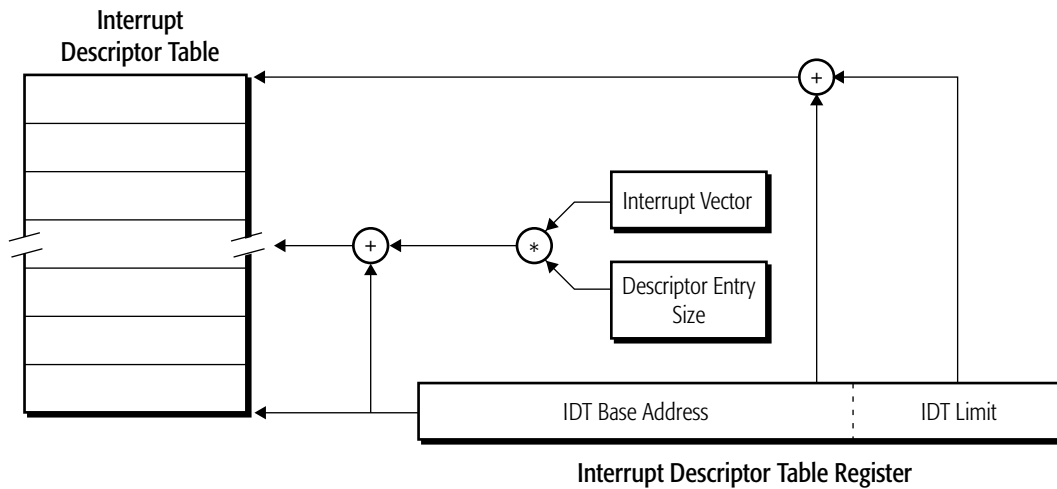 Interrupt
Descriptor Table
+
Interrupt Vector
+
*
Descriptor Entry
Size
IDT Base Address
IDT Limit
Interrupt Descriptor Table Register